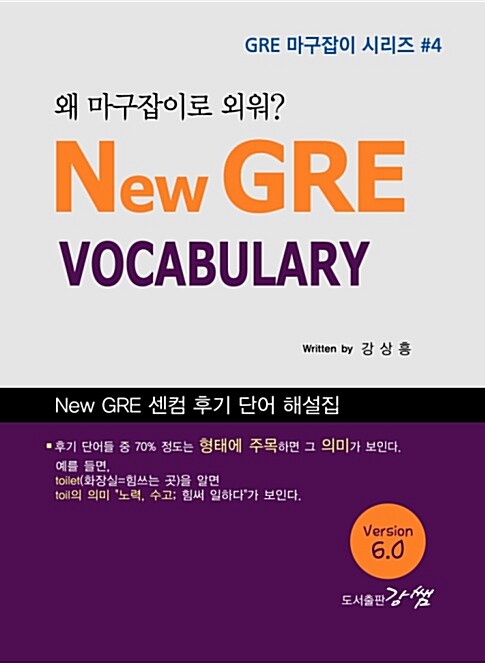 GRE 마구잡이 시리즈 #4
왜 마구잡이로 외워?
New GRE
VOCABULARY
Written by 강 상 흥
New GRE 센컴 후기 단어 해설집
▪ 후기 단어들 중 70% 정도는 형태에 주목하면 그 의미가 보인다.
예를 들면,
toilet(화장실=힘쓰는 곳)을 알면
toil의 의미 "노력, 수고; 힘써 일하다"가 보인다.
Version
6.0
도서출판 강쌤